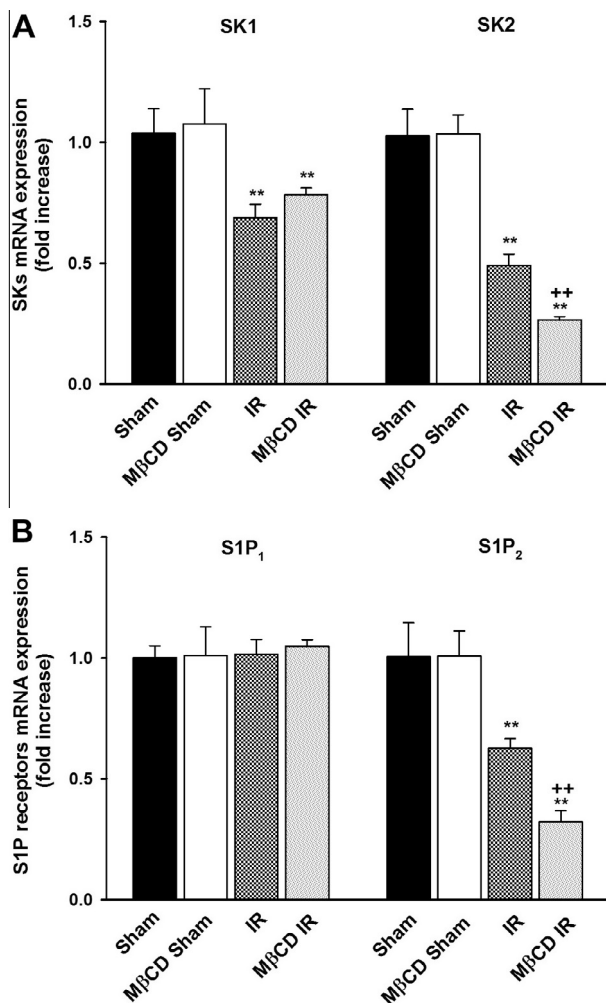 A
SK1
SK2
SKs mRNA expression
(fold increase)
1.5
1.0
0.5
0.0
**
**
**
++
**
Sham
MβCD Sham
IR
MβCD IR
Sham
MβCD Sham
IR
MβCD IR
B
S1P₁
S1P₂
S1P receptors mRNA expression
(fold increase)
1.5
1.0
0.5
0.0
**
++
**
Sham
MβCD Sham
IR
MβCD IR
Sham
MβCD Sham
IR
MβCD IR